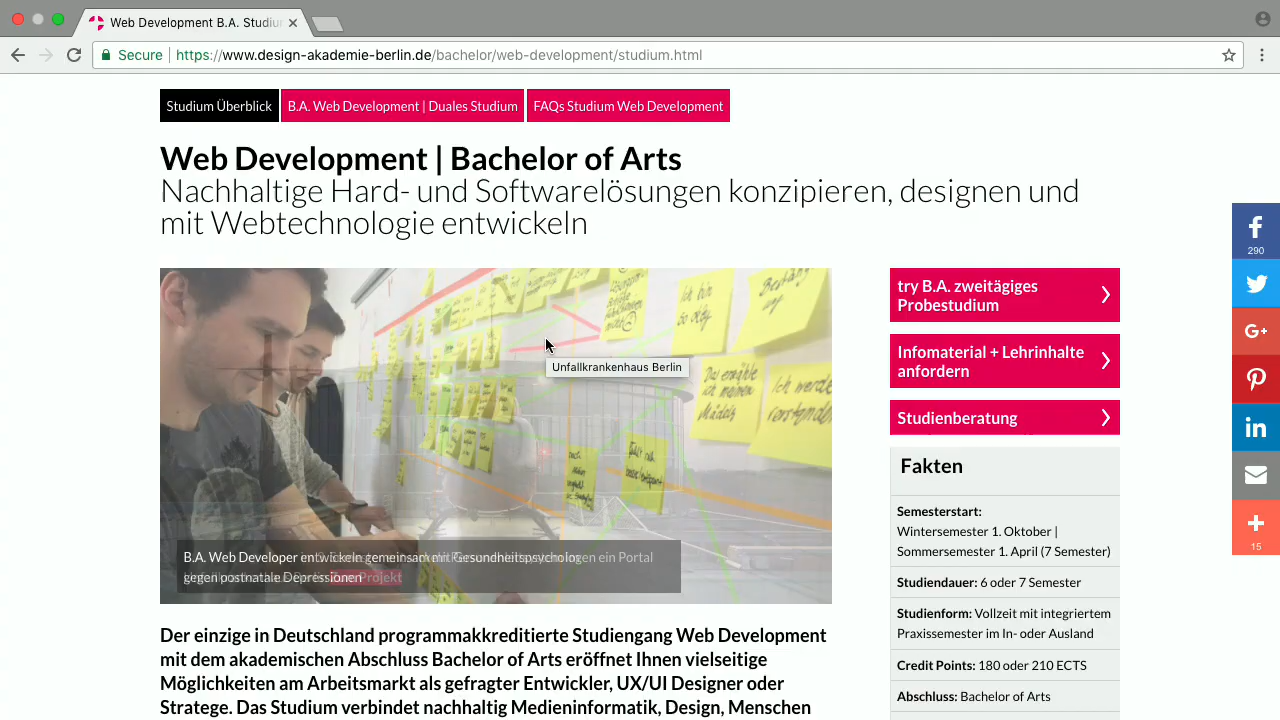 Web Development B.A. Studiu
Secure
https://www.design-akademie-berlin.de/bachelor/web-development/studium.html
Studium Überblick
B.A. Web Development | Duales Studium
FAQs Studium Web Development
Web Development | Bachelor of Arts
Nachhaltige Hard- und Softwarelösungen konzipieren, designen und
mit Webtechnologie entwickeln
Unfallkrankenhaus Berlin
B.A. Web Developer entwickeln gemeinsam mit Gesundheitspsychologen ein Portal
gegen postnatale Depressionen
Projekt
Der einzige in Deutschland programmakkreditierte Studiengang Web Development
mit dem akademischen Abschluss Bachelor of Arts eröffnet Ihnen vielseitige
Möglichkeiten am Arbeitsmarkt als gefragter Entwickler, UX/UI Designer oder
Stratege. Das Studium verbindet nachhaltig Medieninformatik, Design, Menschen
try B.A. zweitägiges
Probestudium
Infomaterial + Lehrinhalte
anfordern
Studienberatung
Fakten
Semesterstart:
Wintersemester 1. Oktober |
Sommersemester 1. April (7 Semester)
Studiendauer: 6 oder 7 Semester
Studienform: Vollzeit mit integriertem
Praxissemester im In- oder Ausland
Credit Points: 180 oder 210 ECTS
Abschluss: Bachelor of Arts
290
G+
in
15